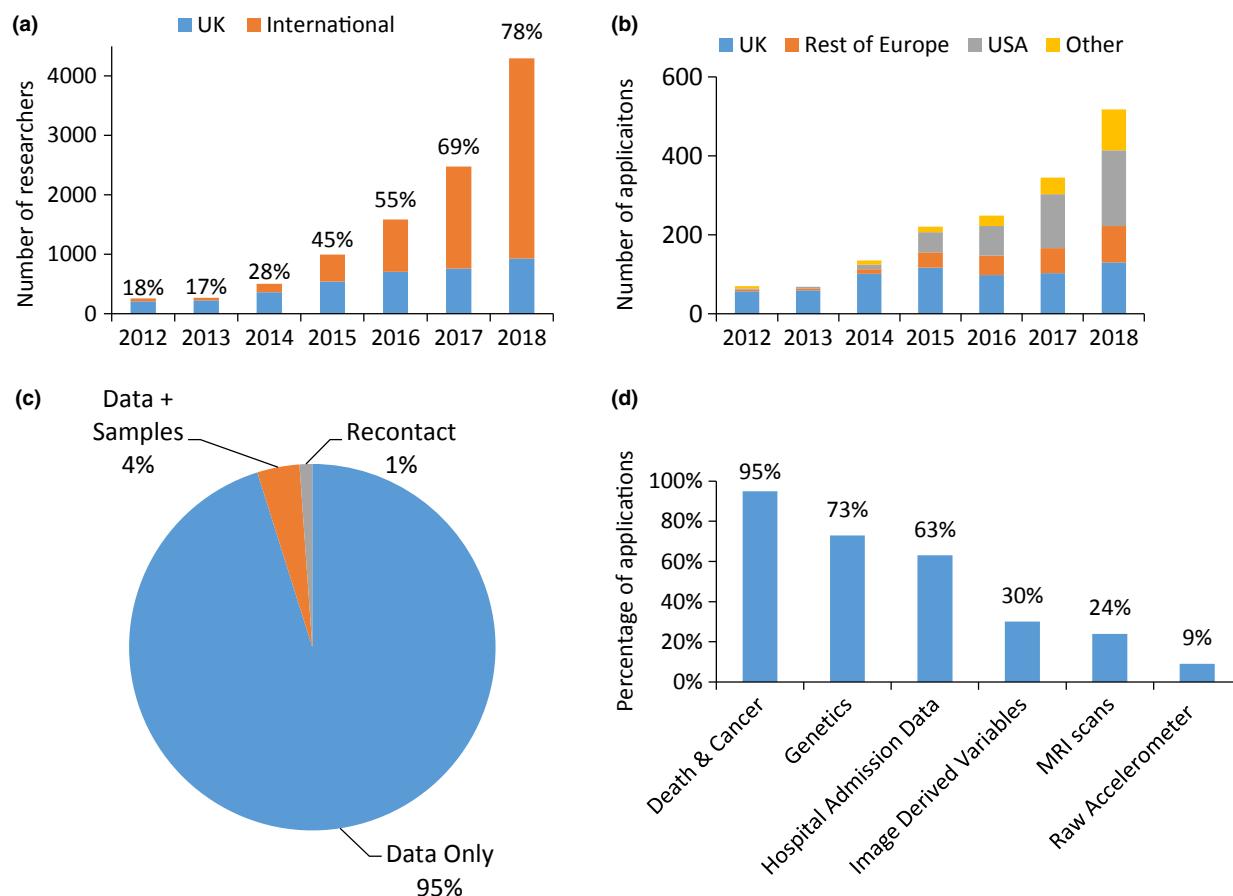 (a)
UK International
Number of researchers
4000
3000
2000
1000
0
18%
17%
28%
45%
55%
69%
78%
2012 2013 2014 2015 2016 2017 2018
(b)
UK Rest of Europe USA Other
Number of applicaitons
600
400
200
0
2012 2013 2014 2015 2016 2017 2018
(c)
Data +
Samples
4%
Recontact
1%
Data Only
95%
(d)
Percentage of applications
100%
80%
60%
40%
20%
0%
95%
73%
63%
30%
24%
9%
Death & Cancer
Genetics
Hospital Admission Data
Image Derived Variables
MRI scans
Raw Accelerometer